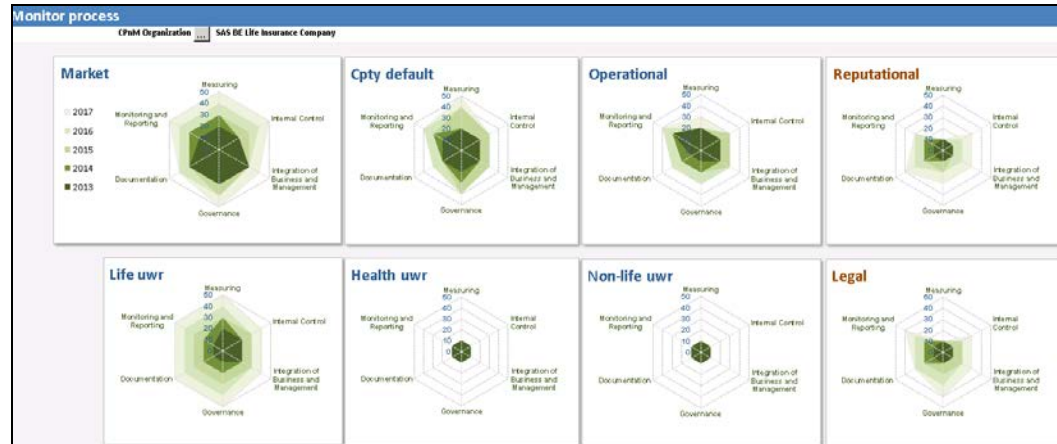 Monitor process
CPnM Organization ... SAS BE Life Insurance Company
Market
Measuring
50
40
30
20
Monitoring and
Reporting
Internal Control
Documentation
Integration of
Business and
Management
Governance
2017
2016
2015
2014
2013
Cpty default
Measuring
50
40
30
20
Monitoring and
Reporting
Internal
Control
Documentation
Integration of
Business and
Management
Governance
Operational
Measuring
50
40
30
20
Monitoring and
Reporting
Internal Control
Documentation
Integration of
Business and
Management
Governance
Reputational
Measuring
50
40
30
20
10
0
Monitoring and
Reporting
Internal
Control
Documentation
Integration of
Business and
Management
Governance
Life uwr
Measuring
50
40
30
20
10
0
Monitoring and
Reporting
Internal Control
Documentation
Integration of
Business and
Management
Governance
Health uwr
Measuring
50
40
30
20
10
0
Monitoring and
Reporting
Internal
Control
Documentation
Integration of
Business and
Management
Governance
Non-life uwr
Measuring
50
40
30
20
10
0
Monitoring and
Reporting
Internal Control
Documentation
Integration of
Business and
Management
Governance
Legal
Measuring
50
40
30
20
10
0
Monitoring and
Reporting
Internal
Control
Documentation
Integration of
Business and
Management
Governance